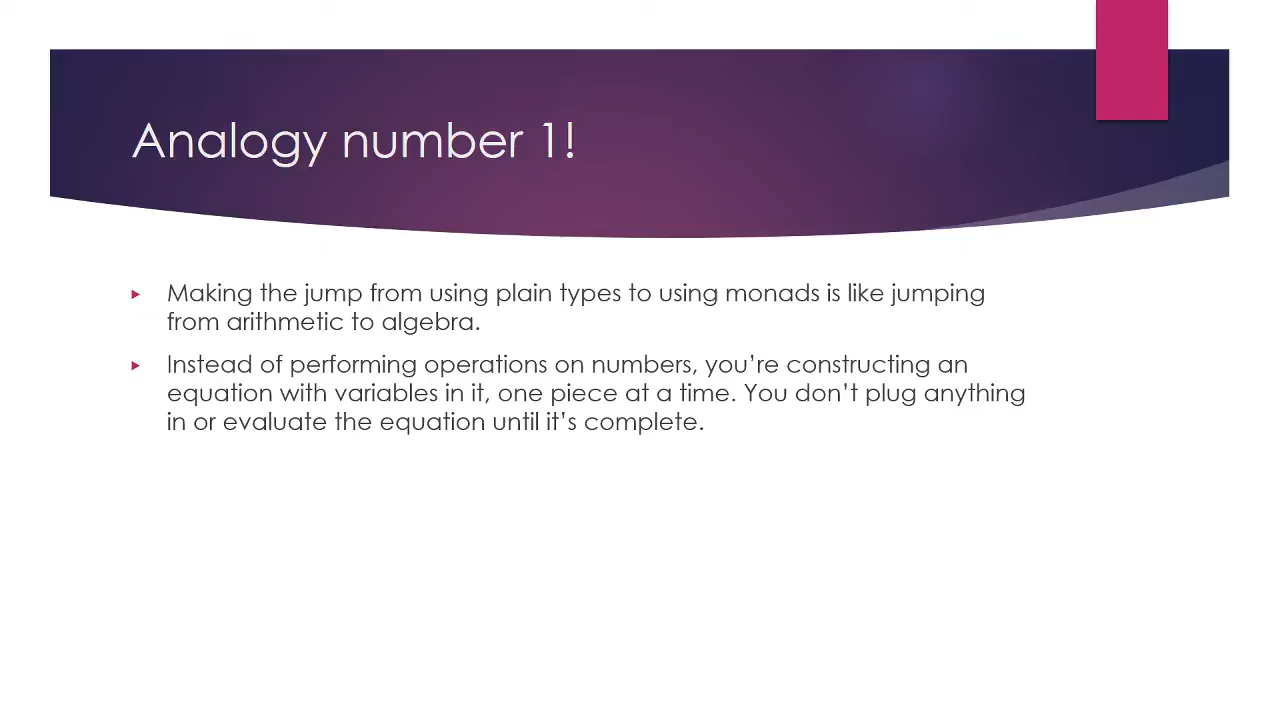 Analogy number 1!
Making the jump from using plain types to using monads is like jumping
from arithmetic to algebra.
Instead of performing operations on numbers, you’re constructing an
equation with variables in it, one piece at a time. You don’t plug anything
in or evaluate the equation until it’s complete.